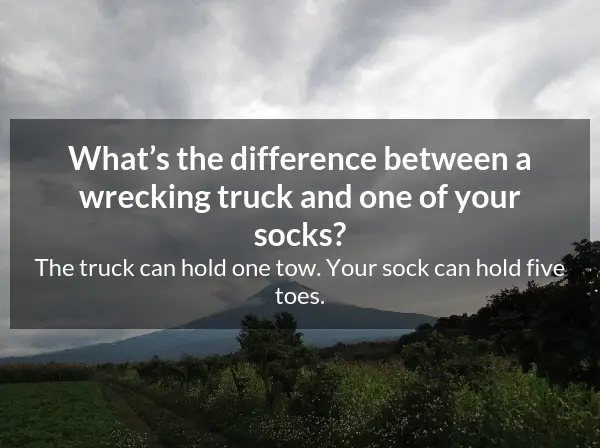 What’s the difference between a
wrecking truck and one of your
socks?
The truck can hold one tow. Your sock can hold five
toes.